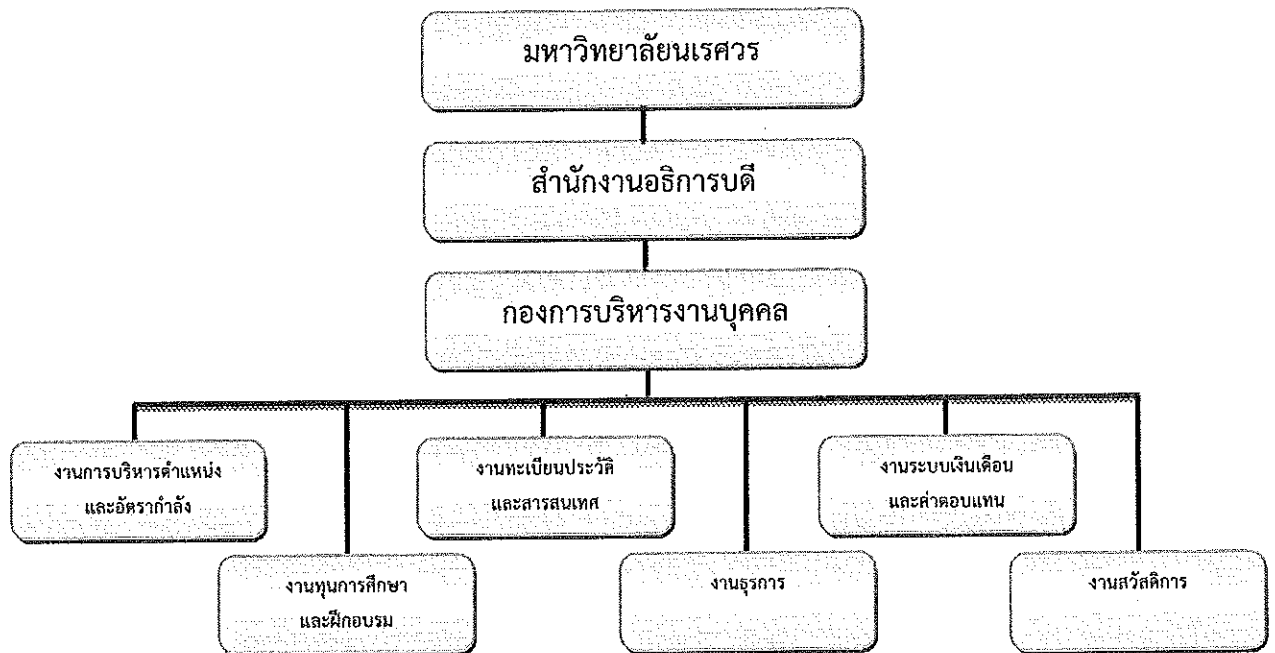 มหาวิทยาลัยนเรศวร
สำนักงานอธิการบดี
กองการบริหารงานบุคคล
งานการบริหารตำแหน่ง
และอัตรากำลัง
งานทะเบียนประวัติ
และสารสนเทศ
งานระบบเงินเดือน
และค่าตอบแทน
งานทุนการศึกษา
และฝึกอบรม
งานธุรการ
งานสวัสดิการ